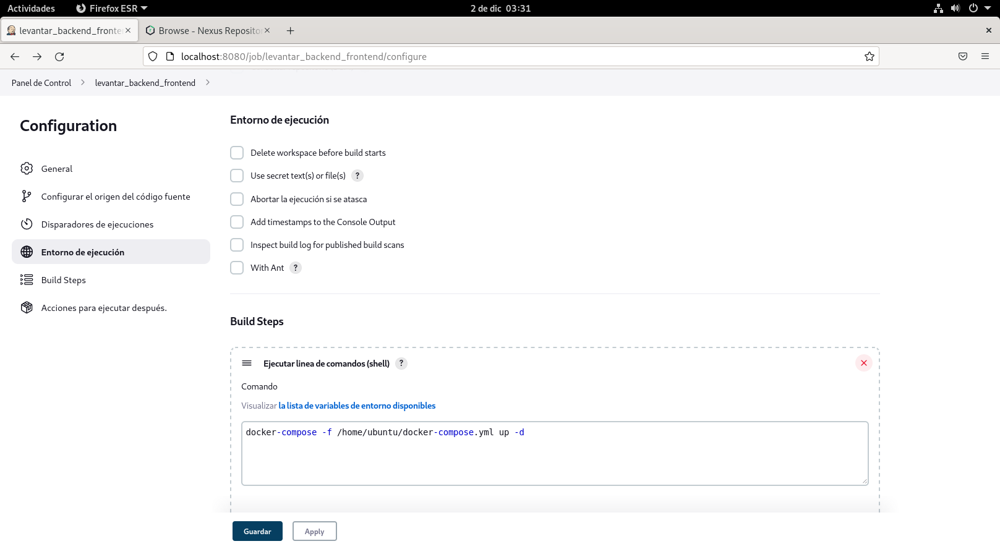 Actividades
Firefox ESR
2 de dic 03:31
levantar_backend_fronte
Browse - Nexus Reposito
localhost:8080/job/levantar_backend_frontend/configure
Panel de Control
levantar_backend_frontend
Configuration
General
Configurar el origen del código fuente
Disparadores de ejecuciones
Entorno de ejecución
Build Steps
Acciones para ejecutar después.
Entorno de ejecución
Delete workspace before build starts
Use secret text(s) or file(s) ?
Abortar la ejecución si se atasca
Add timestamps to the Console Output
Inspect build log for published build scans
With Ant ?
Build Steps
Ejecutar linea de comandos (shell) ?
Comando
Visualizar la lista de variables de entorno disponibles
docker-compose -f /home/ubuntu/docker-compose.yml up -d
Guardar
Apply